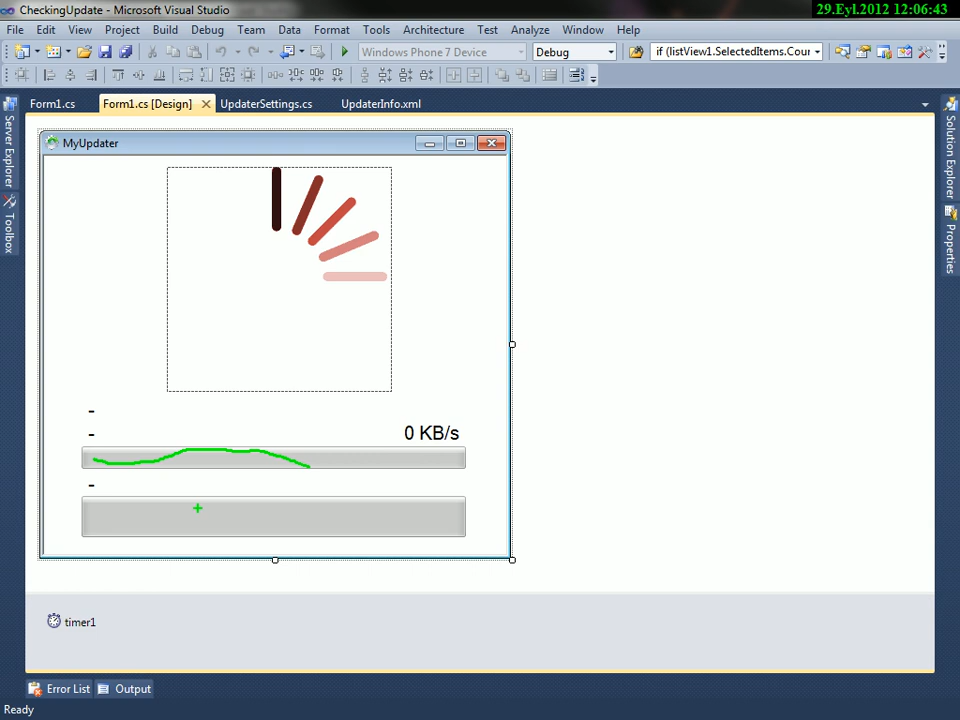 CheckingUpdate - Microsoft Visual Studio
29.Eyl.2012 12:06:43
File Edit View Project Build Debug Team Data Format Tools Architecture Test Analyze Window Help
Windows Phone 7 Device Debug if (listView1.SelectedItems.Cour
Form1.cs Form1.cs [Design] UpdaterSettings.cs UpdaterInfo.xml
Server Explorer
Toolbox
Solution Explorer
Properties
MyUpdater
-
- 0 KB/s
-
timer1
Error List Output
Ready